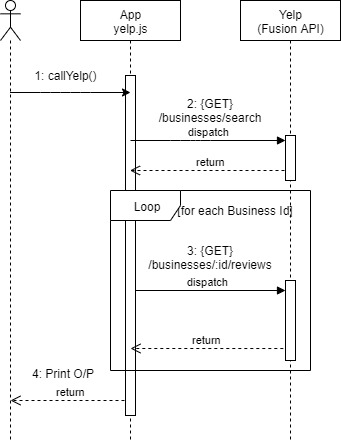 App
yelp.js
Yelp
(Fusion API)
1: callYelp()
2: {GET}
/businesses/search
dispatch
return
Loop
{for each Business Id}
3: {GET}
/businesses/:id/reviews
dispatch
return
4: Print O/P
return